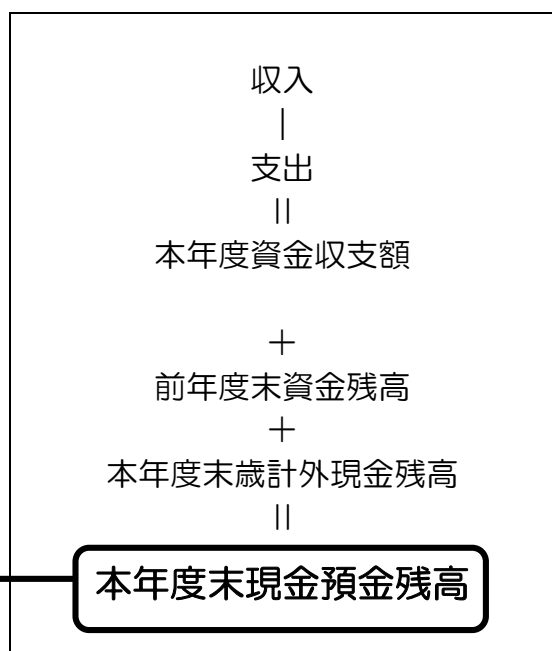 収入
｜
支出
॥
本年度資金収支額
＋
前年度末資金残高
＋
本年度末歳計外現金残高
॥
本年度末現金預金残高